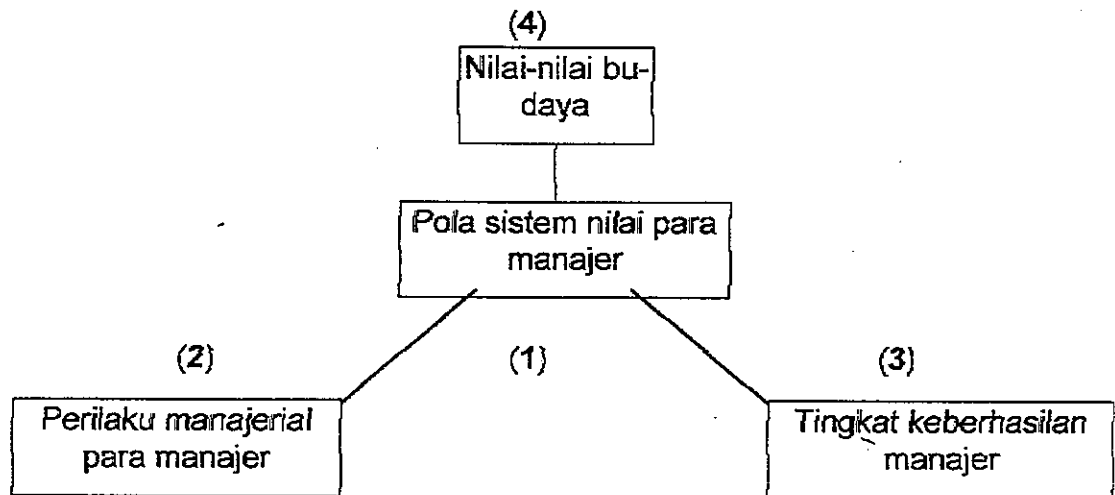 (4)
Nilai-nilai bu-
daya
Pola sistem nilai para
manajer
(2)
(1)
(3)
Perilaku manajerial
para manajer
Tingkat keberhasilan
manajer